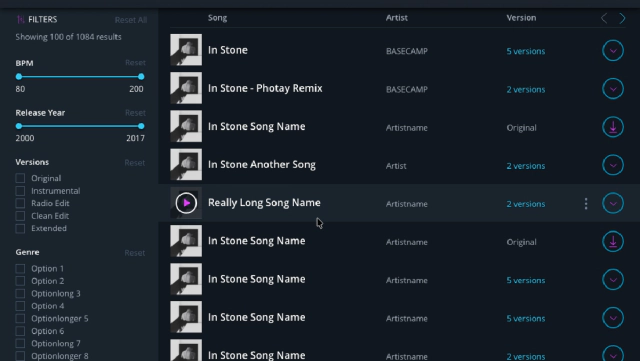 FILTERS Reset All
Showing 100 of 1084 results
BPM Reset
80 200
Release Year Reset
2000 2017
Versions Reset
Original
Instrumental
Radio Edit
Clean Edit
Extended
Genre Reset
Option 1
Option 2
Optionlong 3
Option 4
Optionlonger 5
Option 6
Optionlong 7
Optionlonger 8
Song Artist Version
In Stone BASECAMP 5 versions
In Stone - Photay Remix BASECAMP 2 versions
In Stone Song Name Artistname Original
In Stone Another Song Artist 2 versions
Really Long Song Name Artistname 2 versions
In Stone Song Name Artistname Original
In Stone Song Name Artistname 5 versions
In Stone Song Name Artistname 5 versions
In Stone Song Name Artistname 2 versions